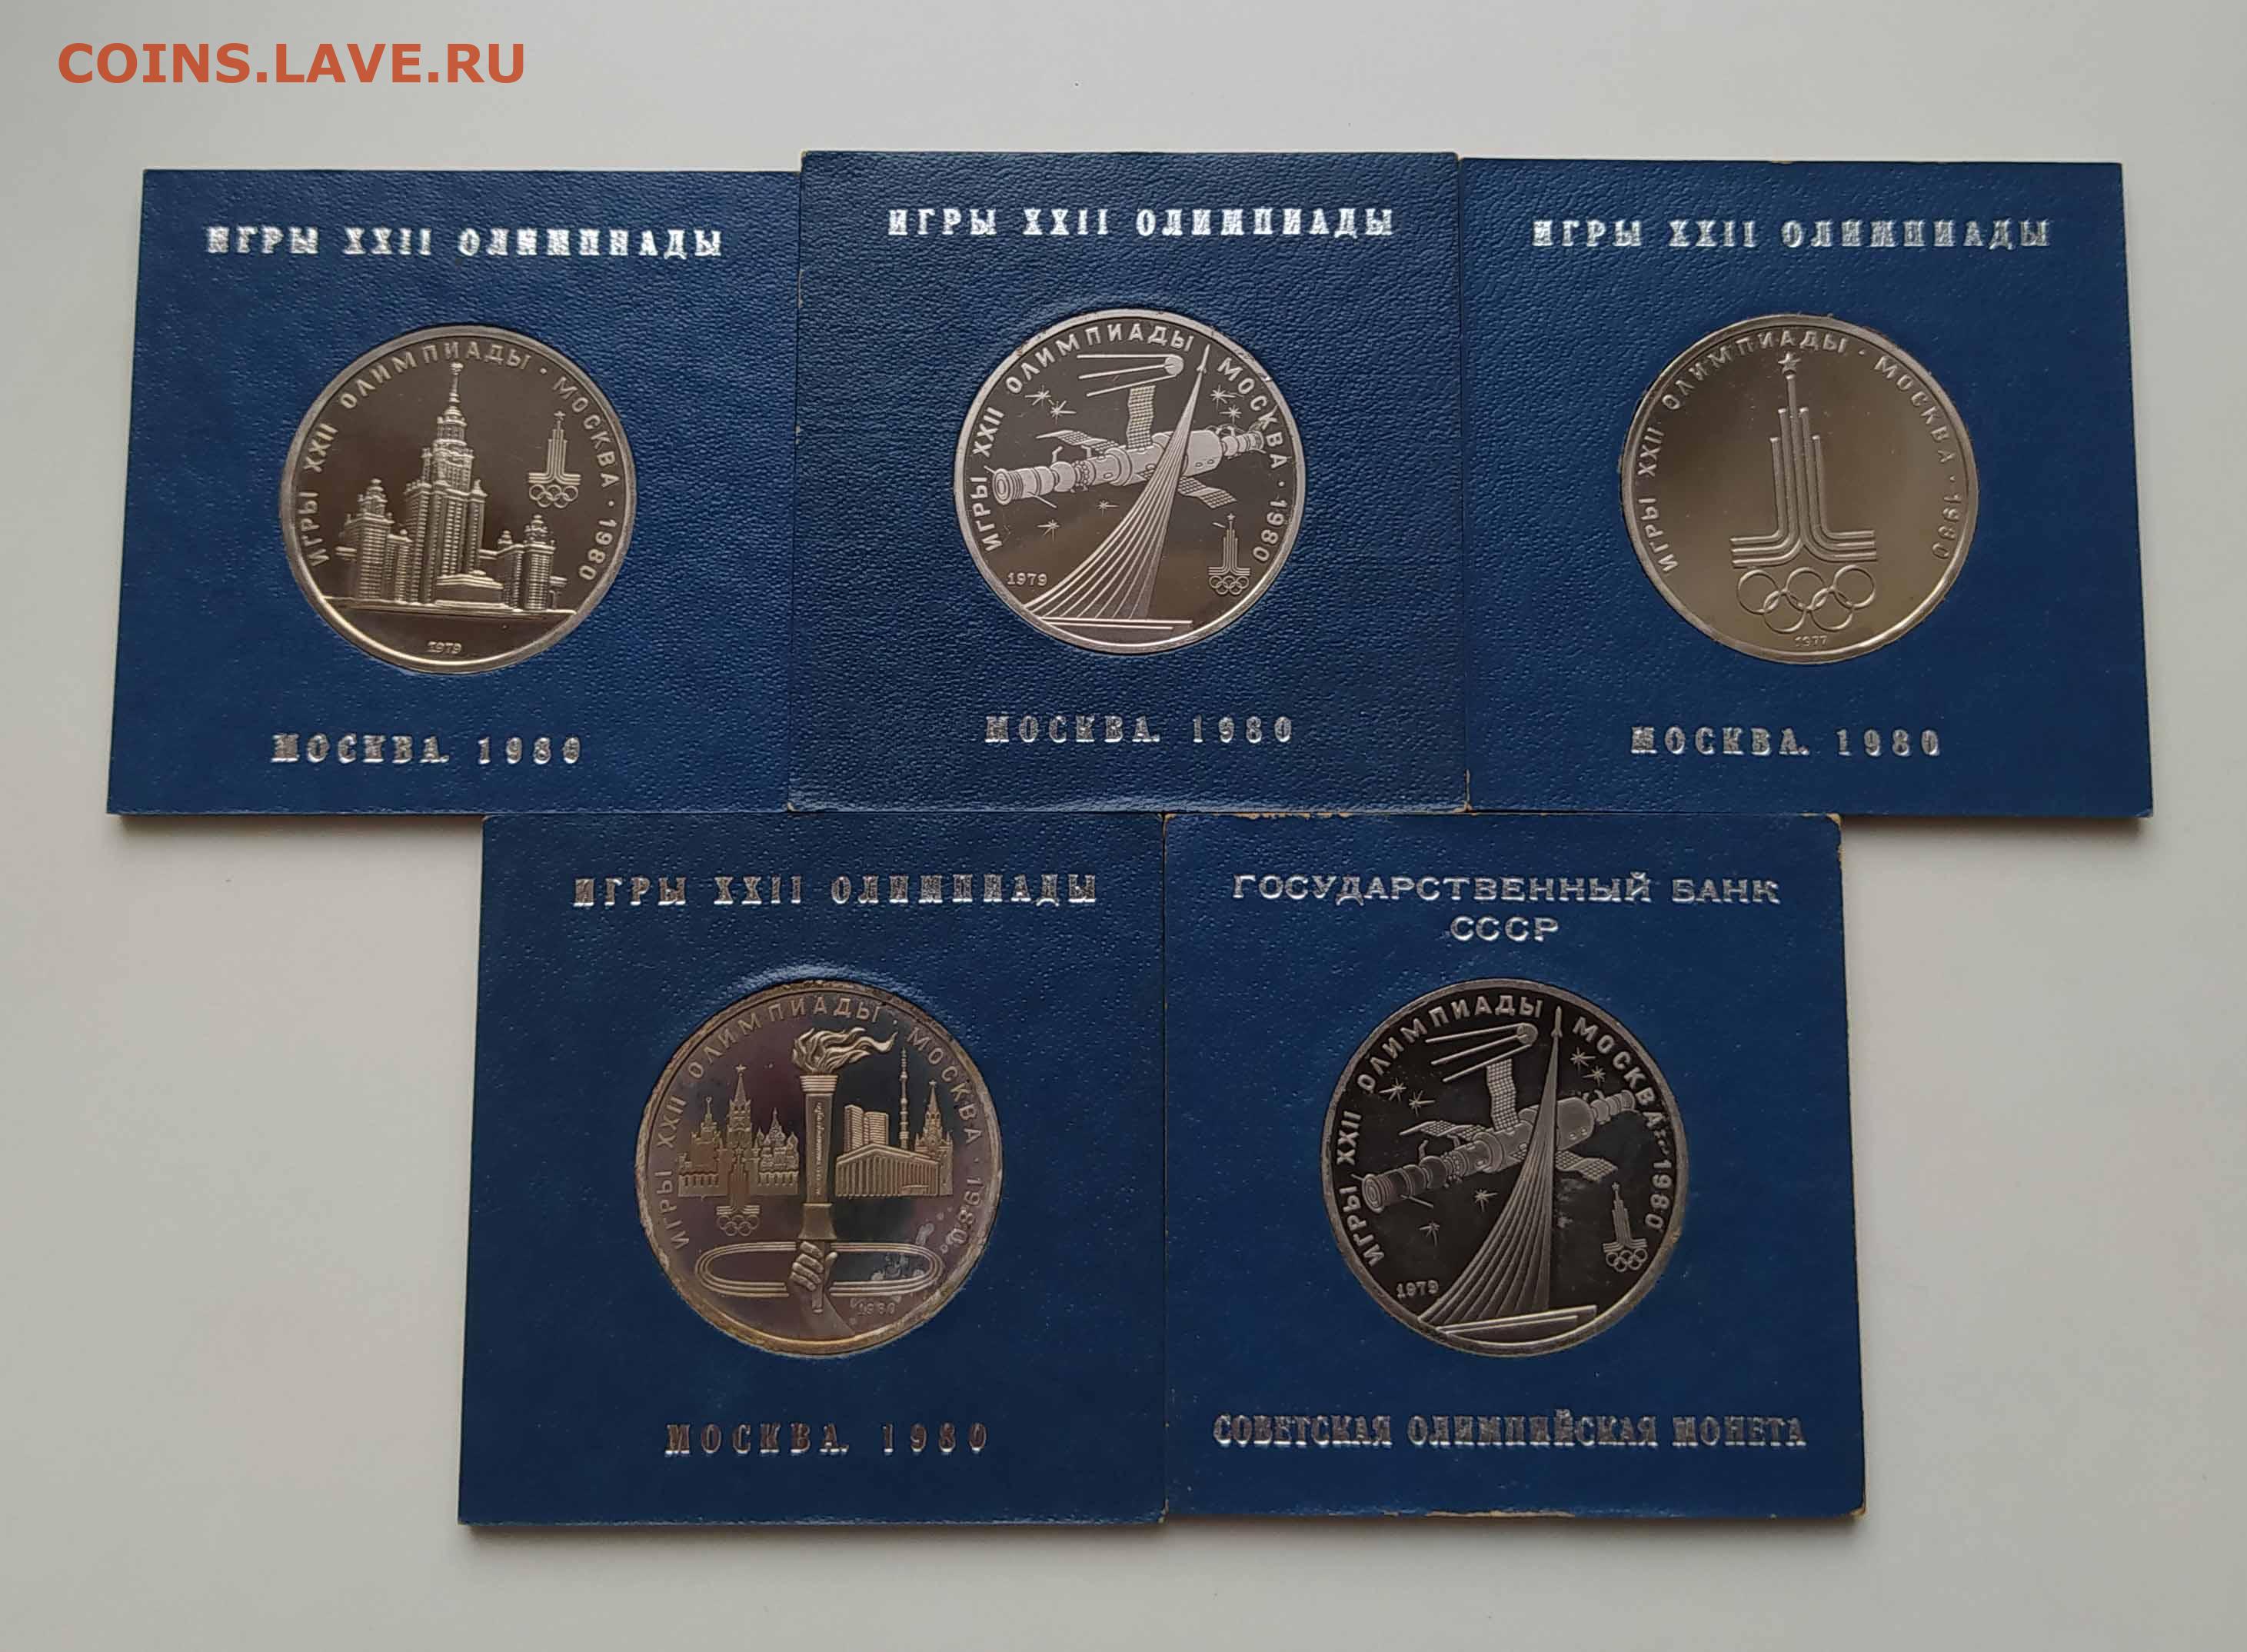 COINS.LAVE.RU
ИГРЫ XXII ОЛИМПИАДЫ
ИГРЫ XXII ОЛИМПИАДЫ · МОСКВА · 1980
1979
МОСКВА. 1980
ИГРЫ XXII ОЛИМПИАДЫ
ИГРЫ XXII ОЛИМПИАДЫ МОСКВА · 1980
1979
МОСКВА. 1980
ИГРЫ XXII ОЛИМПИАДЫ
ИГРЫ XXII ОЛИМПИАДЫ · МОСКВА · 1980
1977
МОСКВА. 1980
ИГРЫ XXII ОЛИМПИАДЫ
ИГРЫ XXII ОЛИМПИАДЫ · МОСКВА · 1980
1980
МОСКВА. 1980
ГОСУДАРСТВЕННЫЙ БАНК
СССР
ИГРЫ XXII ОЛИМПИАДЫ МОСКВА · 1980
1979
СОВЕТСКАЯ ОЛИМПИЙСКАЯ МОНЕТА